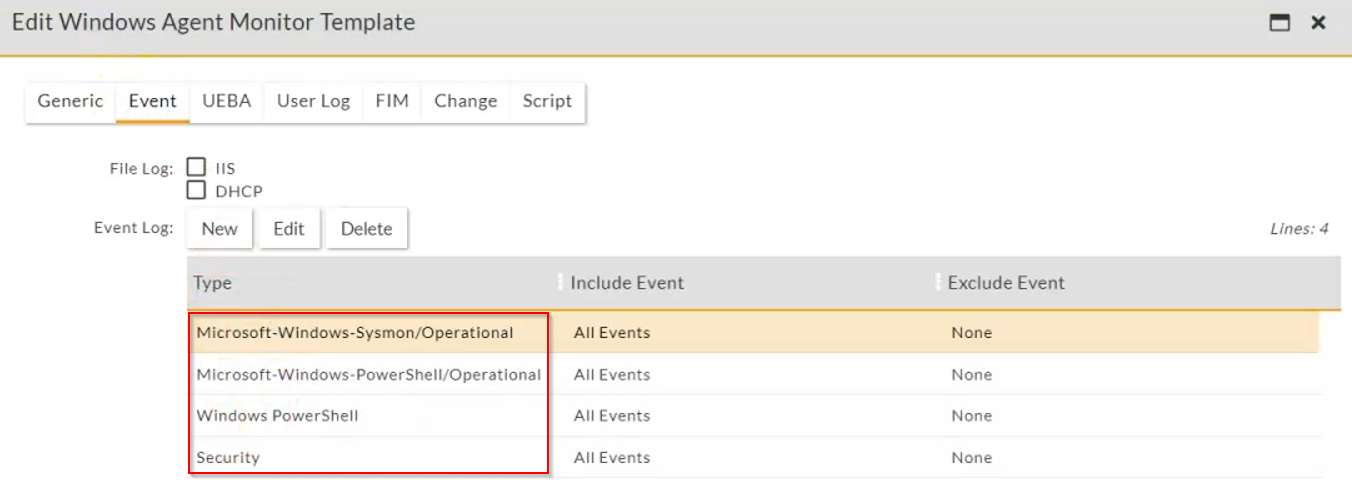 Edit Windows Agent Monitor Template
Generic Event UEBA User Log FIM Change Script
File Log: IIS
DHCP
Event Log: New Edit Delete Lines: 4
Type Include Event Exclude Event
Microsoft-Windows-Sysmon/Operational All Events None
Microsoft-Windows-PowerShell/Operational All Events None
Windows PowerShell All Events None
Security All Events None